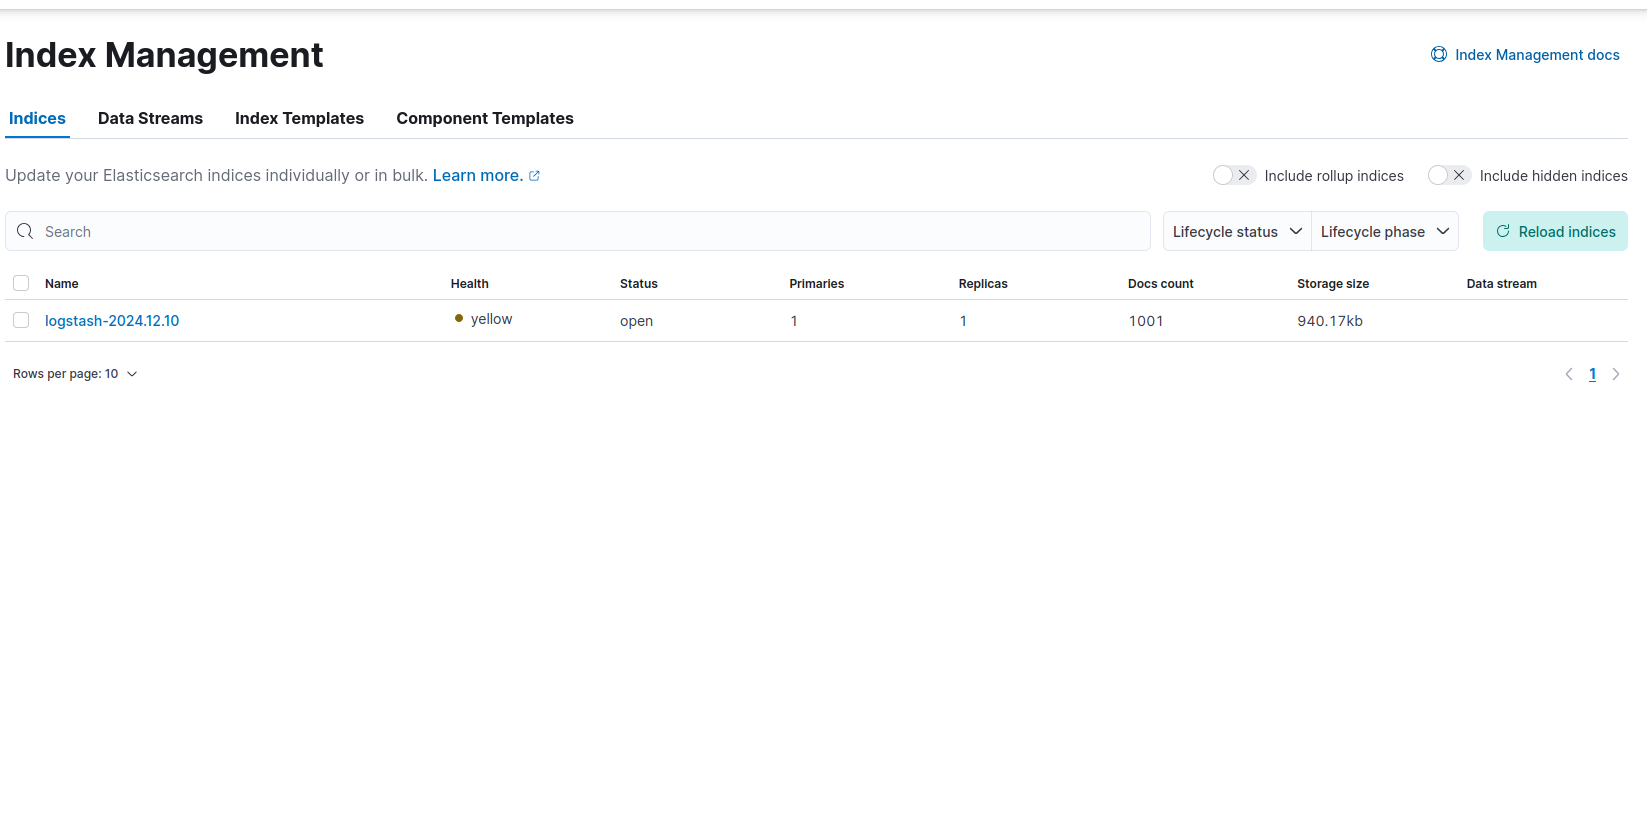 Index Management
Index Management docs
Indices Data Streams Index Templates Component Templates
Update your Elasticsearch indices individually or in bulk. Learn more.
Include rollup indices Include hidden indices
Search Lifecycle status Lifecycle phase Reload indices
Name Health Status Primaries Replicas Docs count Storage size Data stream
logstash-2024.12.10 yellow open 1 1 1001 940.17kb
Rows per page: 10 1